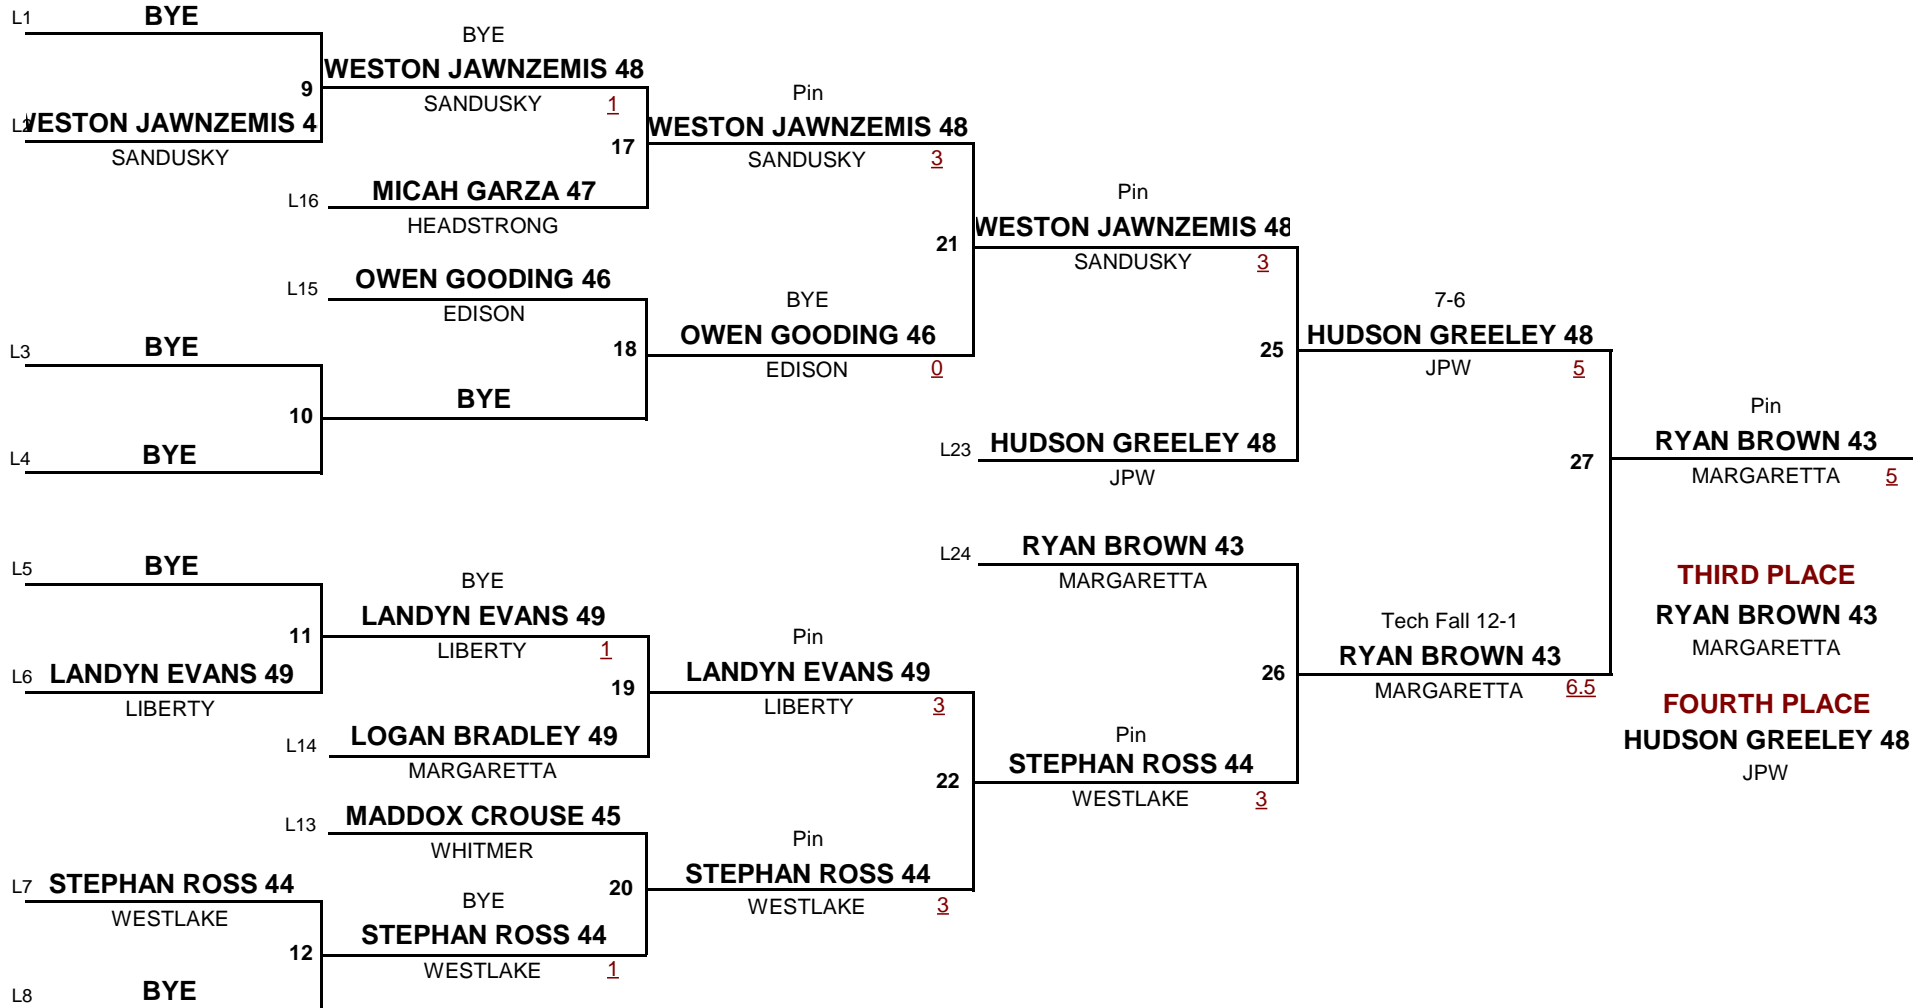 L1 BYE
BYE
WESTON JAWNZEMIS 48
9
SANDUSKY 1
L2 WESTON JAWNZEMIS 4
SANDUSKY
Pin
WESTON JAWNZEMIS 48
17
SANDUSKY 3
L16 MICAH GARZA 47
HEADSTRONG
Pin
WESTON JAWNZEMIS 48
21
SANDUSKY 3
L15 OWEN GOODING 46
EDISON
BYE
OWEN GOODING 46
18
EDISON 0
L3 BYE
10
BYE
L4 BYE
7-6
HUDSON GREELEY 48
25
JPW 5
L23 HUDSON GREELEY 48
JPW
Pin
RYAN BROWN 43
27
MARGARETTA 5
L5 BYE
BYE
LANDYN EVANS 49
11
LIBERTY 1
L6 LANDYN EVANS 49
LIBERTY
Pin
LANDYN EVANS 49
19
LIBERTY 3
L14 LOGAN BRADLEY 49
MARGARETTA
L24 RYAN BROWN 43
MARGARETTA
Tech Fall 12-1
RYAN BROWN 43
26
MARGARETTA 6.5
THIRD PLACE
RYAN BROWN 43
MARGARETTA
FOURTH PLACE
HUDSON GREELEY 48
JPW
Pin
STEPHAN ROSS 44
22
WESTLAKE 3
L13 MADDOX CROUSE 45
WHITMER
Pin
STEPHAN ROSS 44
20
WESTLAKE 3
L7 STEPHAN ROSS 44
WESTLAKE
BYE
STEPHAN ROSS 44
12
WESTLAKE 1
L8 BYE